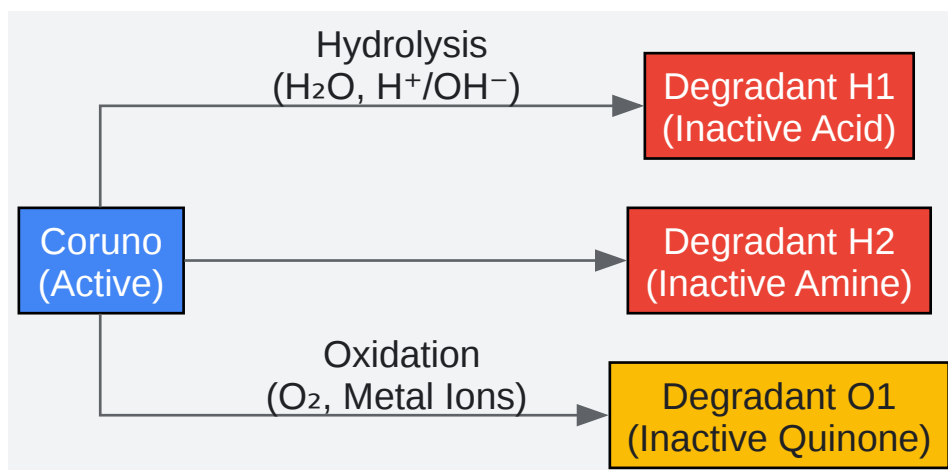 Hydrolysis
(H₂O, H⁺/OH⁻)
Degradant H1
(Inactive Acid)
Coruno
(Active)
Degradant H2
(Inactive Amine)
Oxidation
(O₂, Metal Ions)
Degradant O1
(Inactive Quinone)